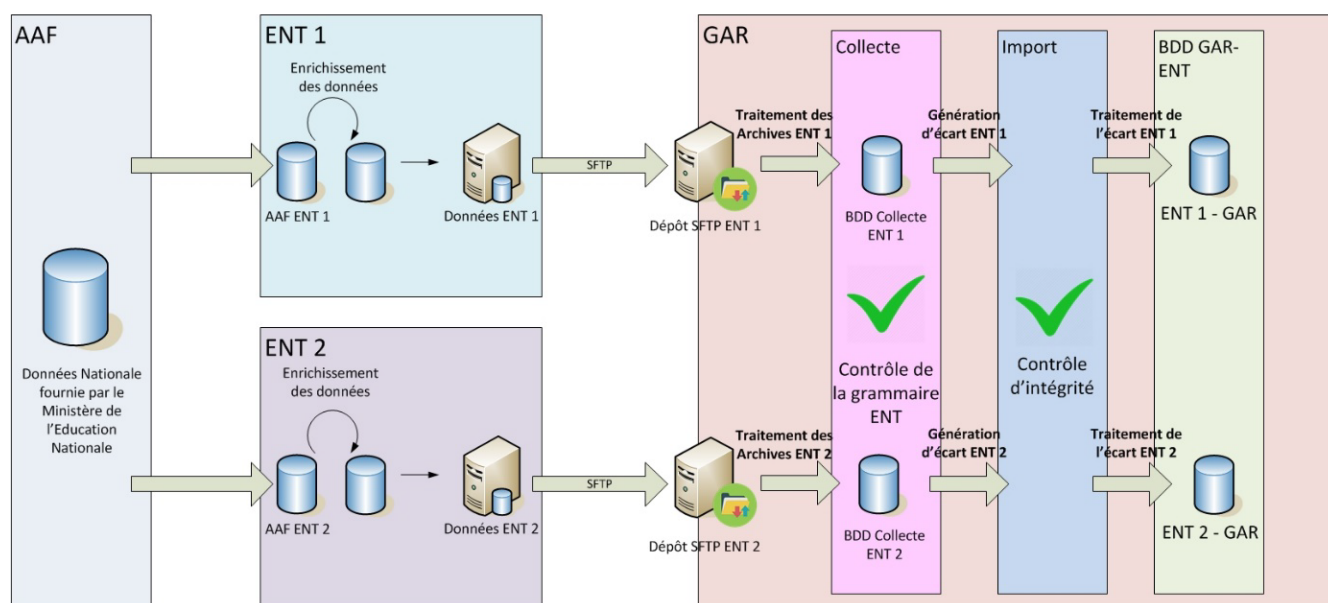 AAF
Données Nationale
fournie par le
Ministère de
l'Education
Nationale
ENT 1
Enrichissement
des données
AAF ENT 1
Données ENT 1
SFTP
ENT 2
Enrichissement
des données
AAF ENT 2
Données ENT 2
SFTP
GAR
Dépôt SFTP ENT 1
Traitement des
Archives ENT 1
Dépôt SFTP ENT 2
Traitement des
Archives ENT 2
Collecte
BDD Collecte
ENT 1
Contrôle de
la grammaire
ENT
BDD Collecte
ENT 2
Génération
d'écart ENT 1
Génération
d'écart ENT 2
Import
Contrôle
d'intégrité
Traitement de
l'écart ENT 1
Traitement de
l'écart ENT 2
BDD GAR-
ENT
ENT 1 - GAR
ENT 2 - GAR